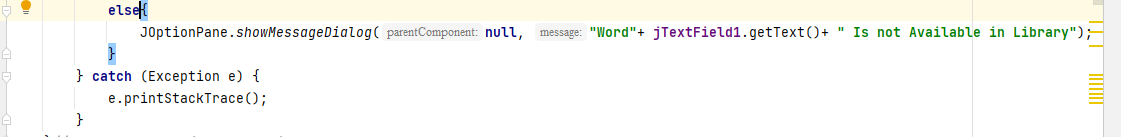 else{
JOptionPane.showMessageDialog( parentComponent: null, message: "Word"+ jTextField1.getText()+ " Is not Available in Library");
}
} catch (Exception e) {
e.printStackTrace();
}